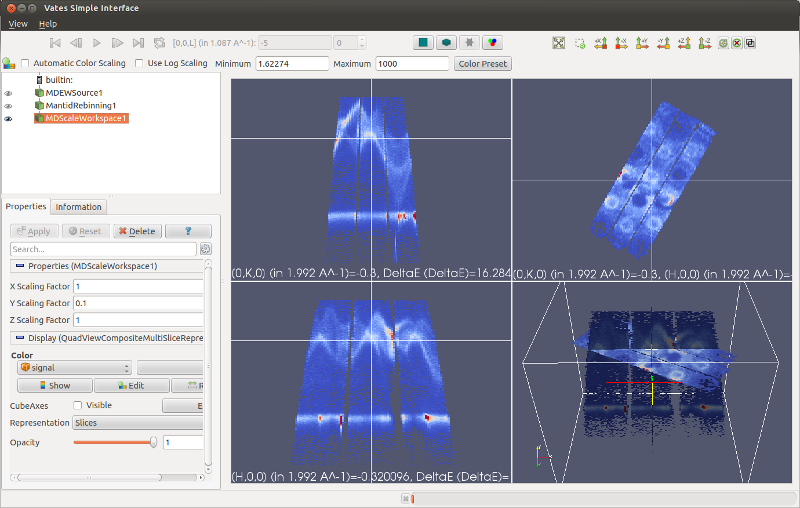 Vates Simple Interface
View Help
[0,0,L] (in 1.087 A^-1): -5 0
Automatic Color Scaling Use Log Scaling Minimum 1.62274 Maximum 1000 Color Preset
+X -X +Y -Y +Z -Z
builtin:
MDEWSource1
MantidRebinning1
MDScaleWorkspace1
Properties Information
Apply Reset Delete ?
Search...
Properties (MDScaleWorkspace1)
X Scaling Factor 1
Y Scaling Factor 0.1
Z Scaling Factor 1
Display (QuadViewCompositeMultiSliceRepre
Color
signal
Show Edit R
CubeAxes Visible E
Representation Slices
Opacity 1
(0,K,0) (in 1.992 A^-1)=-0.3, DeltaE (DeltaE)=16.284
(0,K,0) (in 1.992 A^-1)=-0.3, (H,0,0) (in 1.992 A^-1)=-
(H,0,0) (in 1.992 A^-1)=-0.320096, DeltaE (DeltaE)=